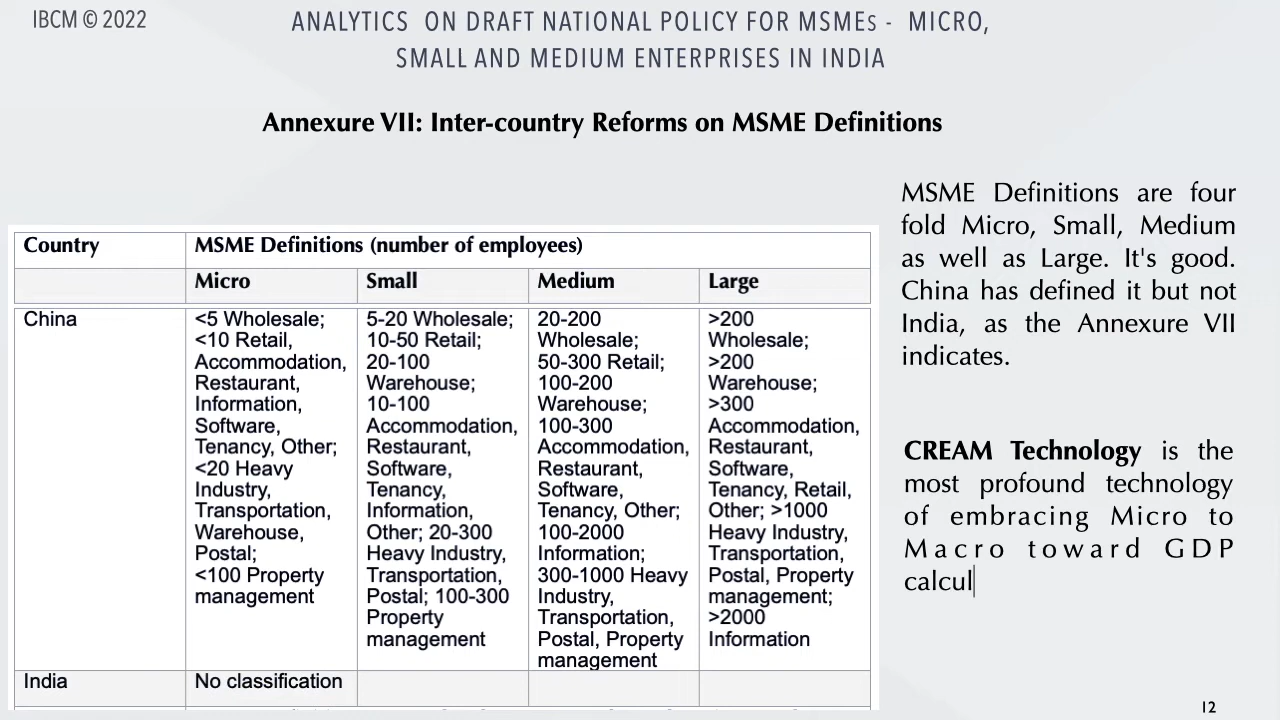 IBCM © 2022
ANALYTICS ON DRAFT NATIONAL POLICY FOR MSMEs - MICRO,
SMALL AND MEDIUM ENTERPRISES IN INDIA
Annexure VII: Inter-country Reforms on MSME Definitions
Country
MSME Definitions (number of employees)
Micro
Small
Medium
Large
China
<5 Wholesale;
<10 Retail,
Accommodation,
Restaurant,
Information,
Software,
Tenancy, Other;
<20 Heavy
Industry,
Transportation,
Warehouse,
Postal;
<100 Property
management
5-20 Wholesale;
10-50 Retail;
20-100
Warehouse;
10-100
Accommodation,
Restaurant,
Software,
Tenancy,
Information,
Other; 20-300
Heavy Industry,
Transportation,
Postal; 100-300
Property
management
20-200
Wholesale;
50-300 Retail;
100-200
Warehouse;
100-300
Accommodation,
Restaurant,
Software,
Tenancy, Other;
100-2000
Information;
300-1000 Heavy
Industry,
Transportation,
Postal, Property
management
>200
Wholesale;
>200
Warehouse;
>300
Accommodation,
Restaurant,
Software,
Tenancy, Retail,
Other; >1000
Heavy Industry,
Transportation,
Postal, Property
management;
>2000
Information
India
No classification
MSME Definitions are four
fold Micro, Small, Medium
as well as Large. It's good.
China has defined it but not
India, as the Annexure VII
indicates.
CREAM Technology is the
most profound technology
of embracing Micro to
Macro toward GDP
calcul
12